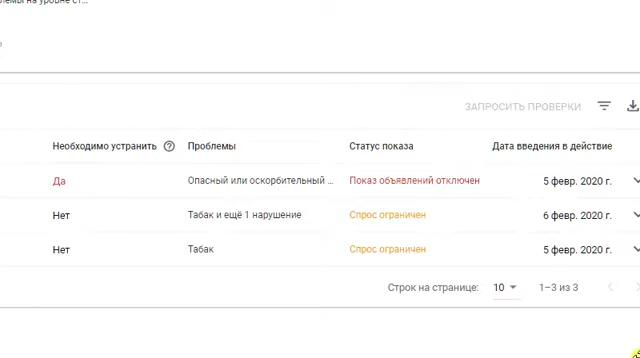 ЗАПРОСИТЬ ПРОВЕРКИ
Необходимо устранить Проблемы Статус показа Дата введения в действие
Да Опасный или оскорбительный ... Показ объявлений отключен 5 февр. 2020 г.
Нет Табак и ещё 1 нарушение Спрос ограничен 6 февр. 2020 г.
Нет Табак Спрос ограничен 5 февр. 2020 г.
Строк на странице: 10 1–3 из 3